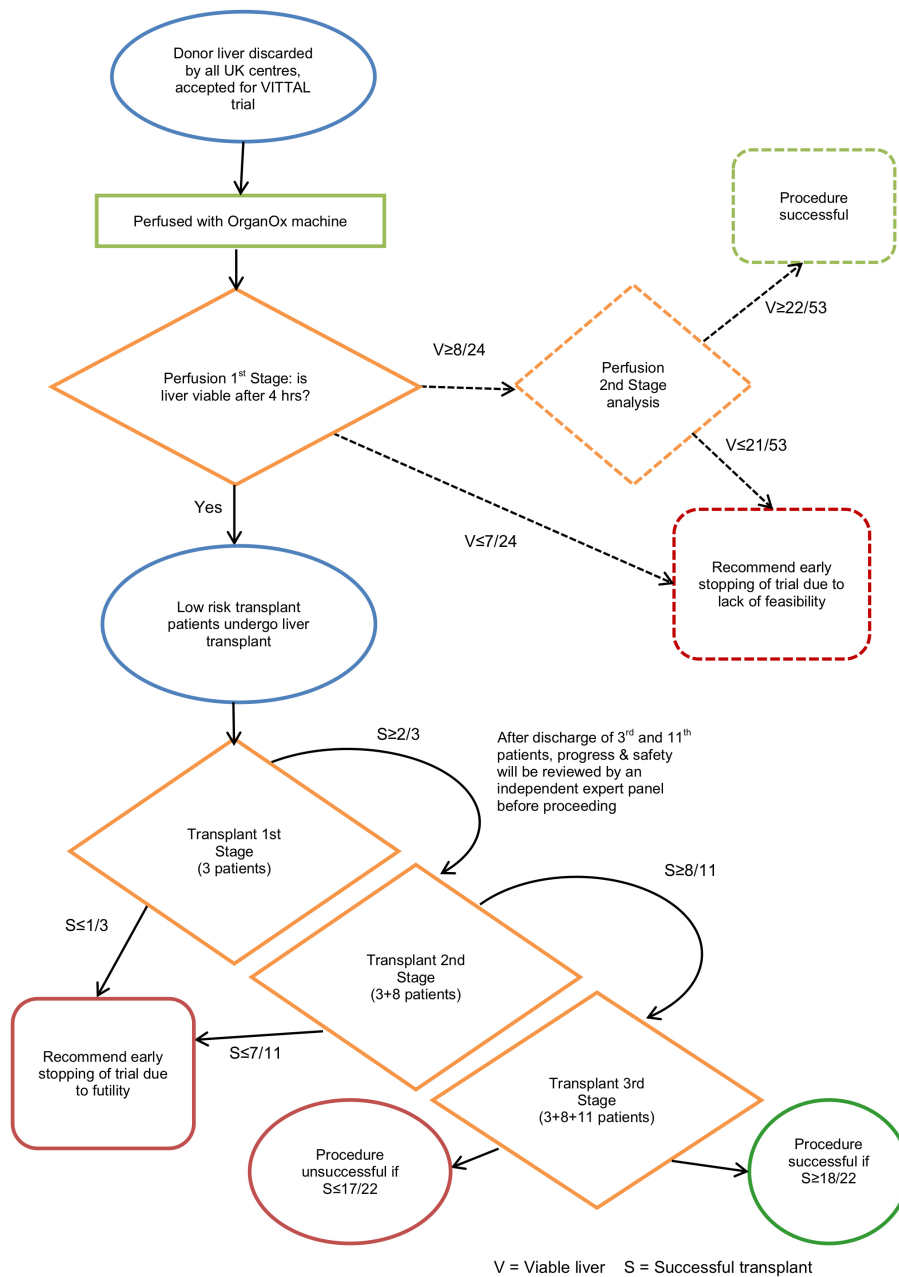 Donor liver discarded
by all UK centres,
accepted for VITTAL
trial
Perfused with OrganOx machine
Procedure
successful
V≥22/53
V≥8/24
Perfusion 1st Stage: is
liver viable after 4 hrs?
Perfusion
2nd Stage
analysis
V≤21/53
Yes
V≤7/24
Recommend early
stopping of trial due to
lack of feasibility
Low risk transplant
patients undergo liver
transplant
S≥2/3
After discharge of 3rd and 11th
patients, progress & safety
will be reviewed by an
independent expert panel
before proceeding
Transplant 1st
Stage
(3 patients)
S≥8/11
S≤1/3
Transplant 2nd
Stage
(3+8 patients)
S≤7/11
Recommend early
stopping of trial due
to futility
Transplant 3rd
Stage
(3+8+11 patients)
Procedure
unsuccessful if
S≤17/22
Procedure
successful if
S≥18/22
V = Viable liver S = Successful transplant